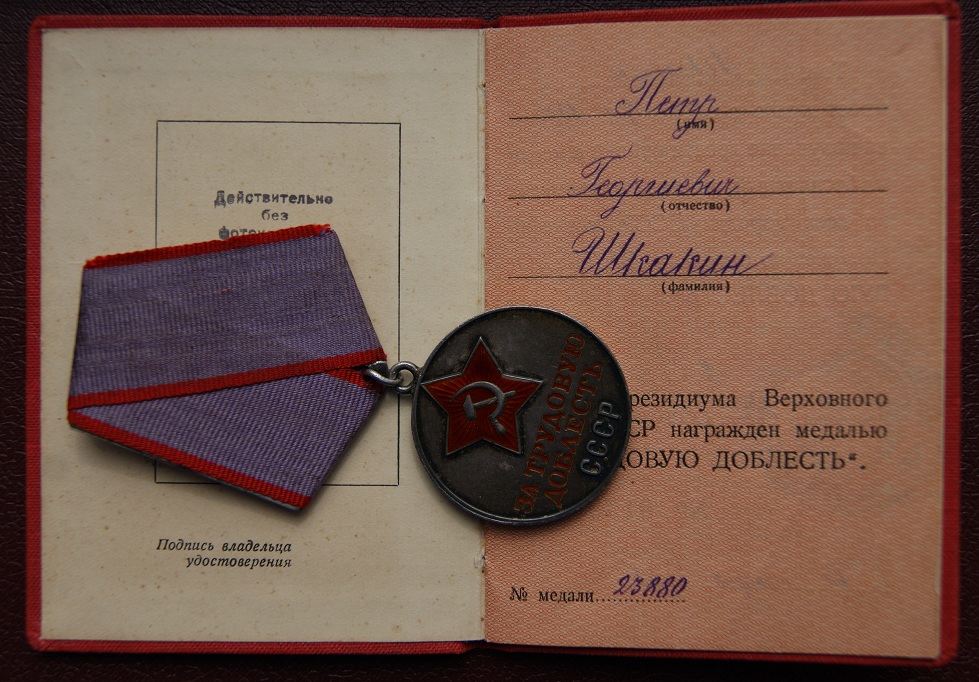 Действительно
без
Подпись владельца
удостоверения
ЗА ТРУДОВУЮ
ДОБЛЕСТЬ
СССР
Петр
(имя)
Георгиевич
(отчество)
Шкакин
(фамилия)
резидиума Верховного
СР награжден медалью
ОВУЮ ДОБЛЕСТЬ“.
№ медали 23880